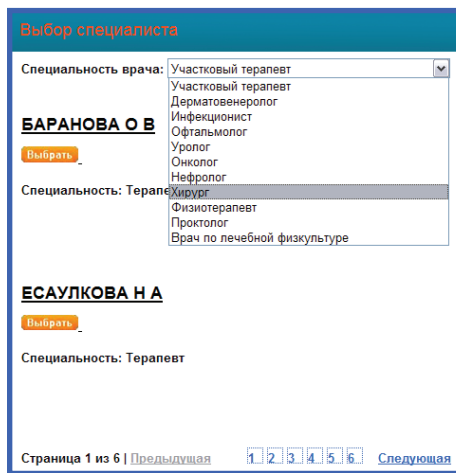 Выбор специалиста
Специальность врача: Участковый терапевт
Участковый терапевт
Дерматовенеролог
Инфекционист
Офтальмолог
Уролог
Онколог
Нефролог
Хирург
Физиотерапевт
Проктолог
Врач по лечебной физкультуре
БАРАНОВА О В
Выбрать
Специальность: Терапе
ЕСАУЛКОВА Н А
Выбрать
Специальность: Терапевт
Страница 1 из 6 | Предыдущая 1 2 3 4 5 6 Следующая